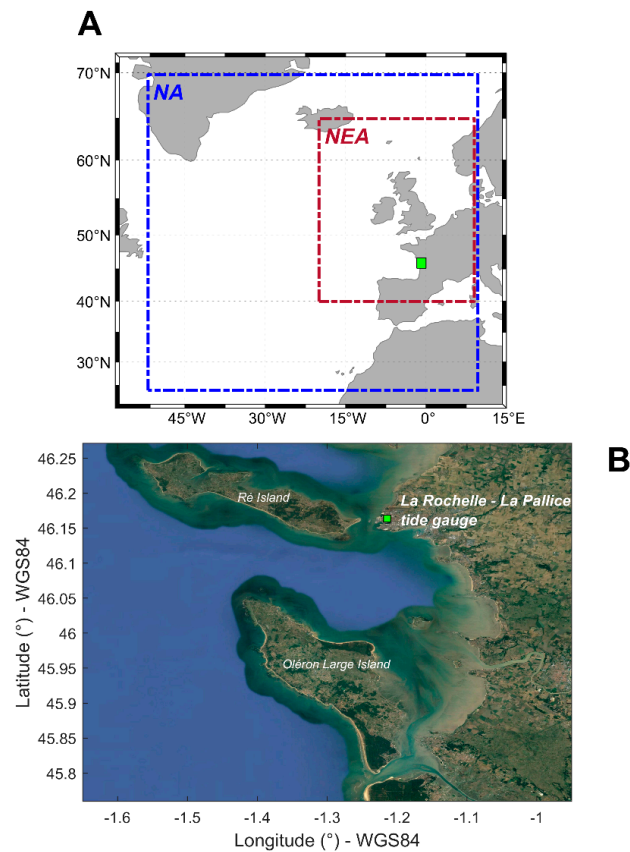 A
70°N
NA
NEA
60°N
50°N
40°N
30°N
45°W
30°W
15°W
0°E
15°E
B
46.25
46.2
46.15
46.1
46.05
46
45.95
45.9
45.85
45.8
Latitude (°) - WGS84
Ré Island
La Rochelle - La Pallice
tide gauge
Oléron Large Island
-1.6
-1.5
-1.4
-1.3
-1.2
-1.1
-1
Longitude (°) - WGS84